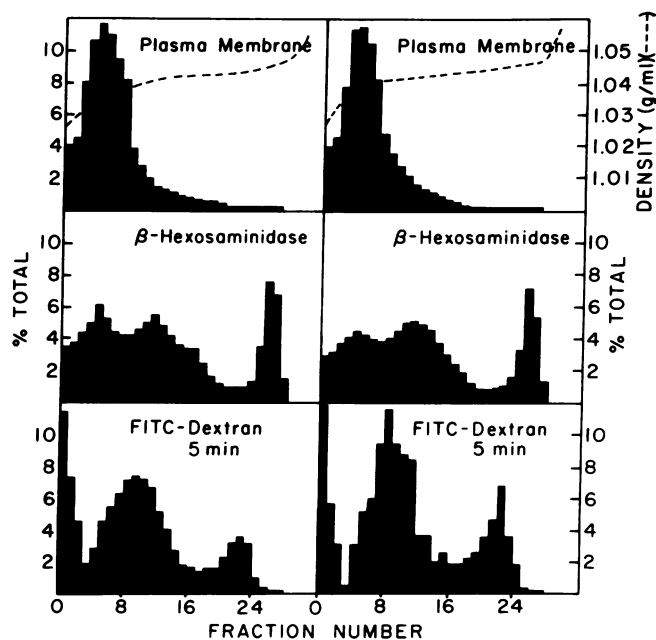 Plasma Membrane
Plasma Membrane
10
8
6
4
2
1.05
1.04
1.03
1.02
1.01
DENSITY (g/ml)(----)
β-Hexosaminidase
β-Hexosaminidase
10
8
6
4
2
10
8
6
4
2
% TOTAL
% TOTAL
FITC-Dextran
5 min
FITC-Dextran
5 min
10
8
6
4
2
10
8
6
4
2
0 8 16 24 0 8 16 24
FRACTION NUMBER